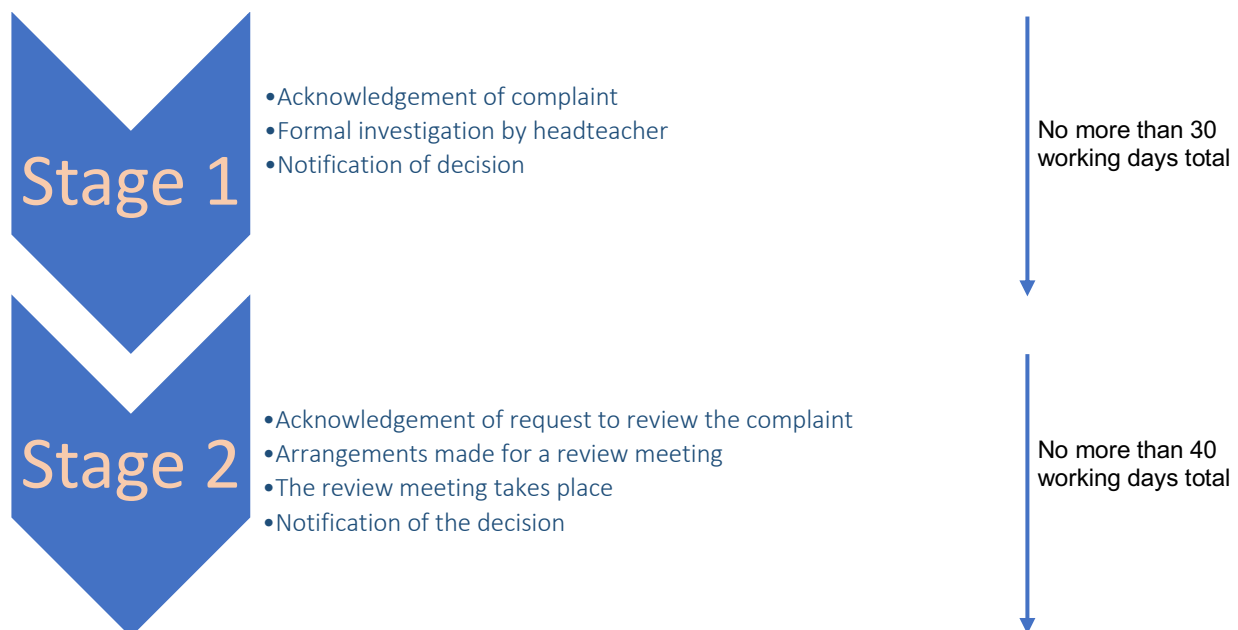 Stage 1
•Acknowledgement of complaint
•Formal investigation by headteacher
•Notification of decision
No more than 30
working days total
Stage 2
•Acknowledgement of request to review the complaint
•Arrangements made for a review meeting
•The review meeting takes place
•Notification of the decision
No more than 40
working days total